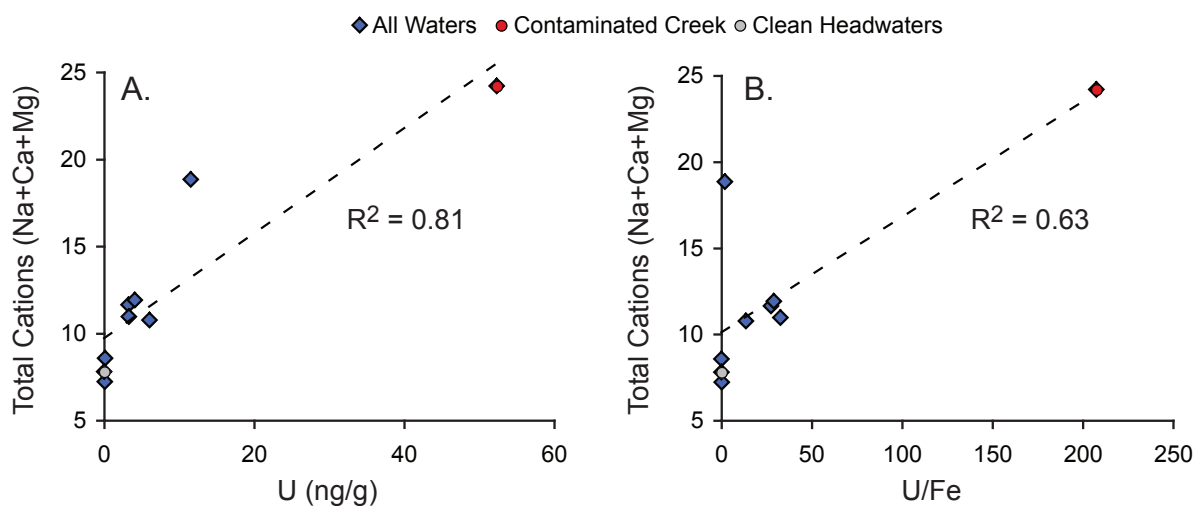 All Waters Contaminated Creek Clean Headwaters
A.
Total Cations (Na+Ca+Mg)
25
20
15
10
5
R² = 0.81
0 20 40 60
U (ng/g)
B.
Total Cations (Na+Ca+Mg)
25
20
15
10
5
R² = 0.63
0 50 100 150 200 250
U/Fe